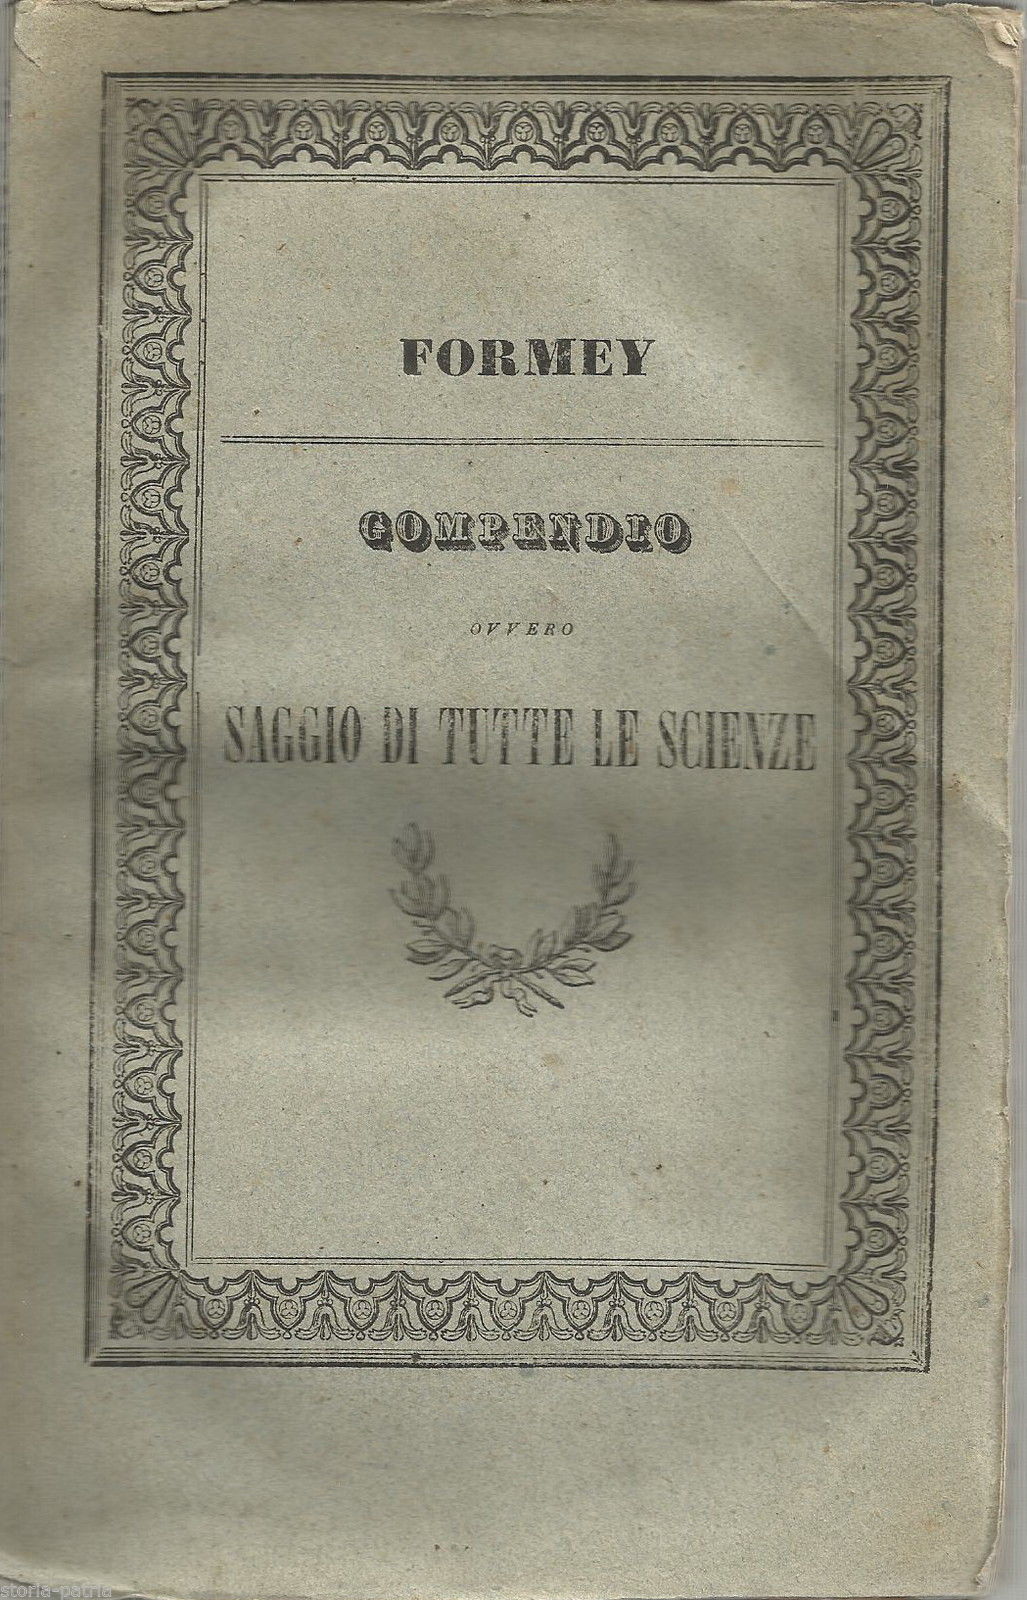 FORMEY
COMPENDIO
OVVERO
SAGGIO DI TUTTE LE SCIENZE
storia-patria